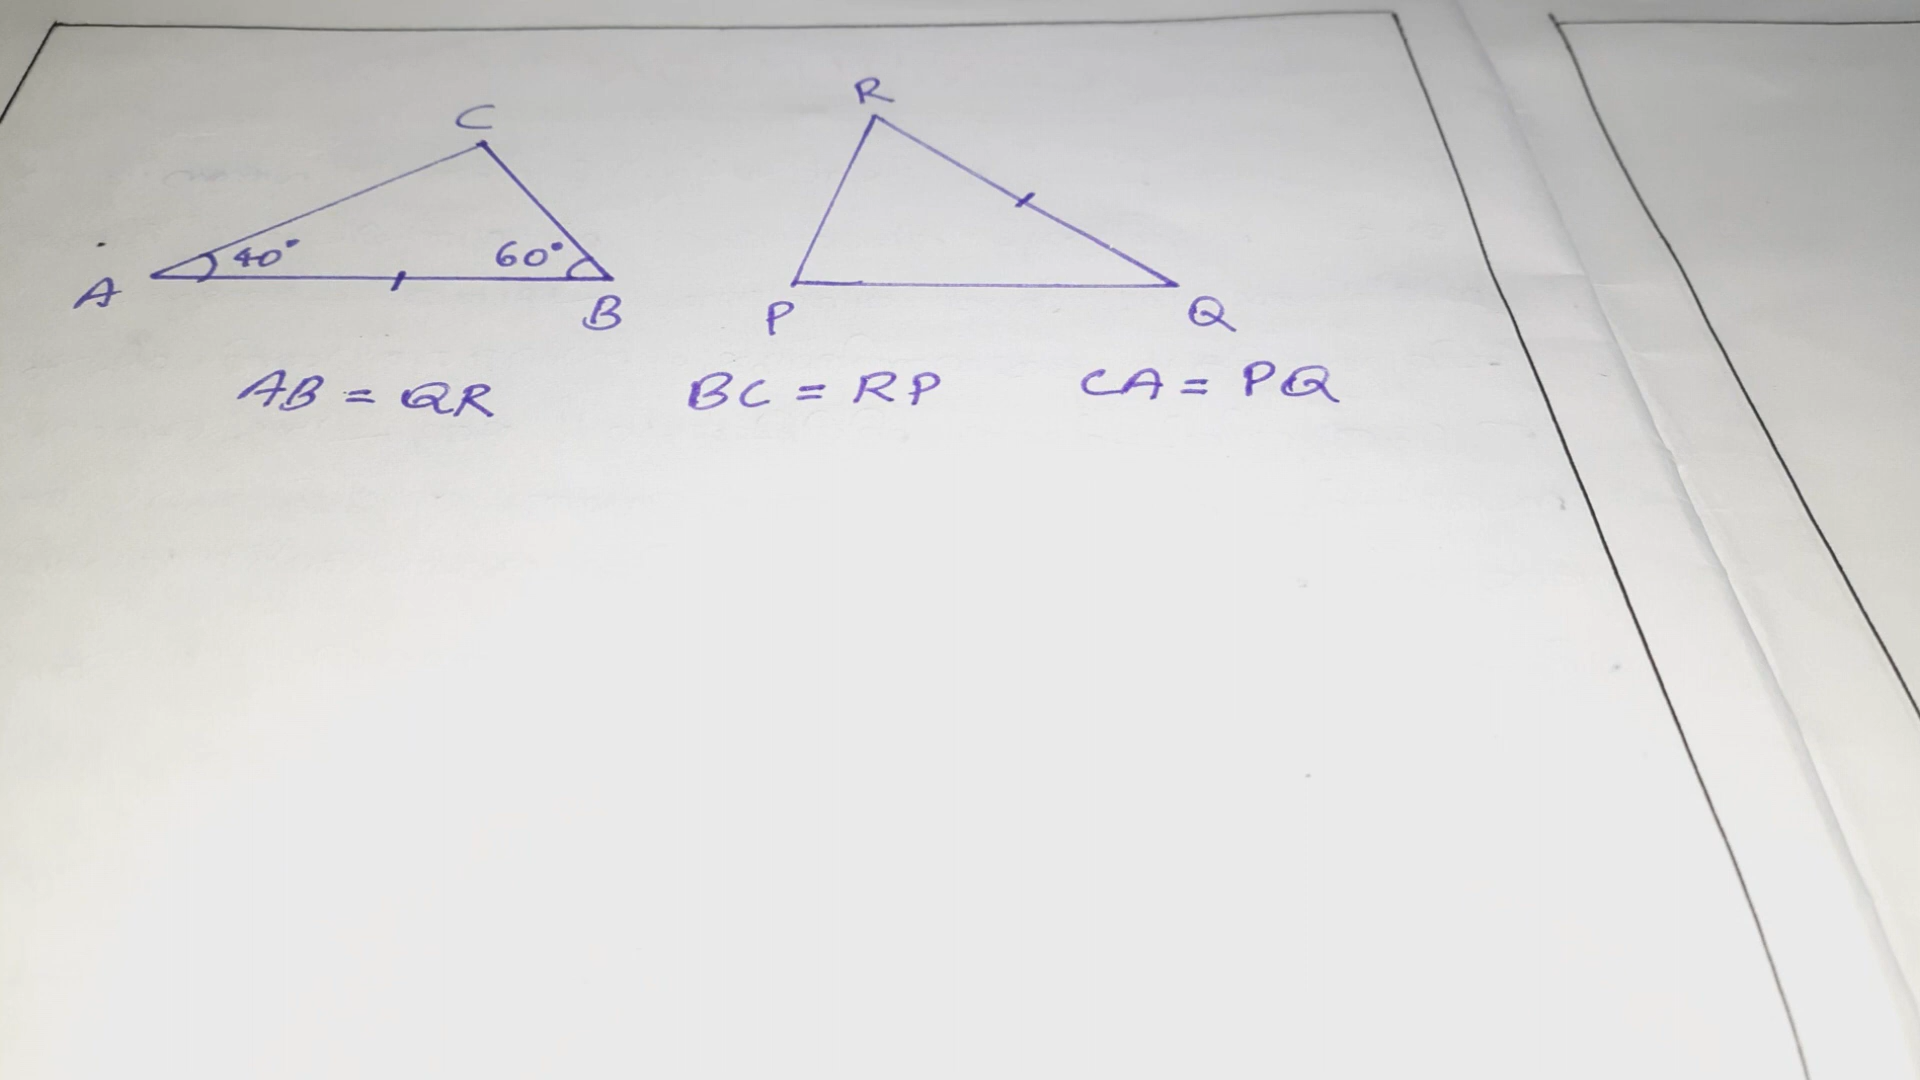 C R
40° 60°
A B P Q
AB = QR BC = RP CA = PQ